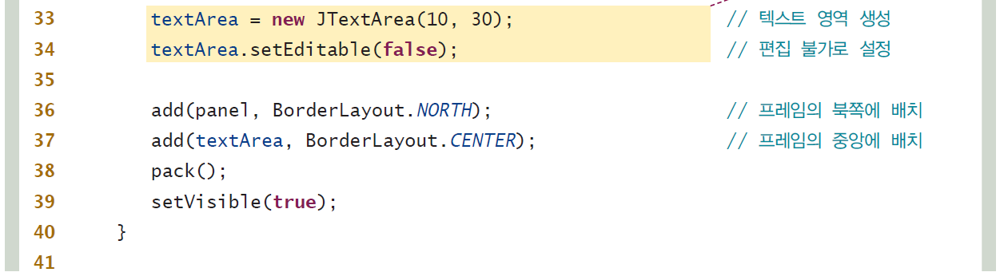 33 textArea = new JTextArea(10, 30); // 텍스트 영역 생성
34 textArea.setEditable(false); // 편집 불가로 설정
35
36 add(panel, BorderLayout.NORTH); // 프레임의 북쪽에 배치
37 add(textArea, BorderLayout.CENTER); // 프레임의 중앙에 배치
38 pack();
39 setVisible(true);
40 }
41